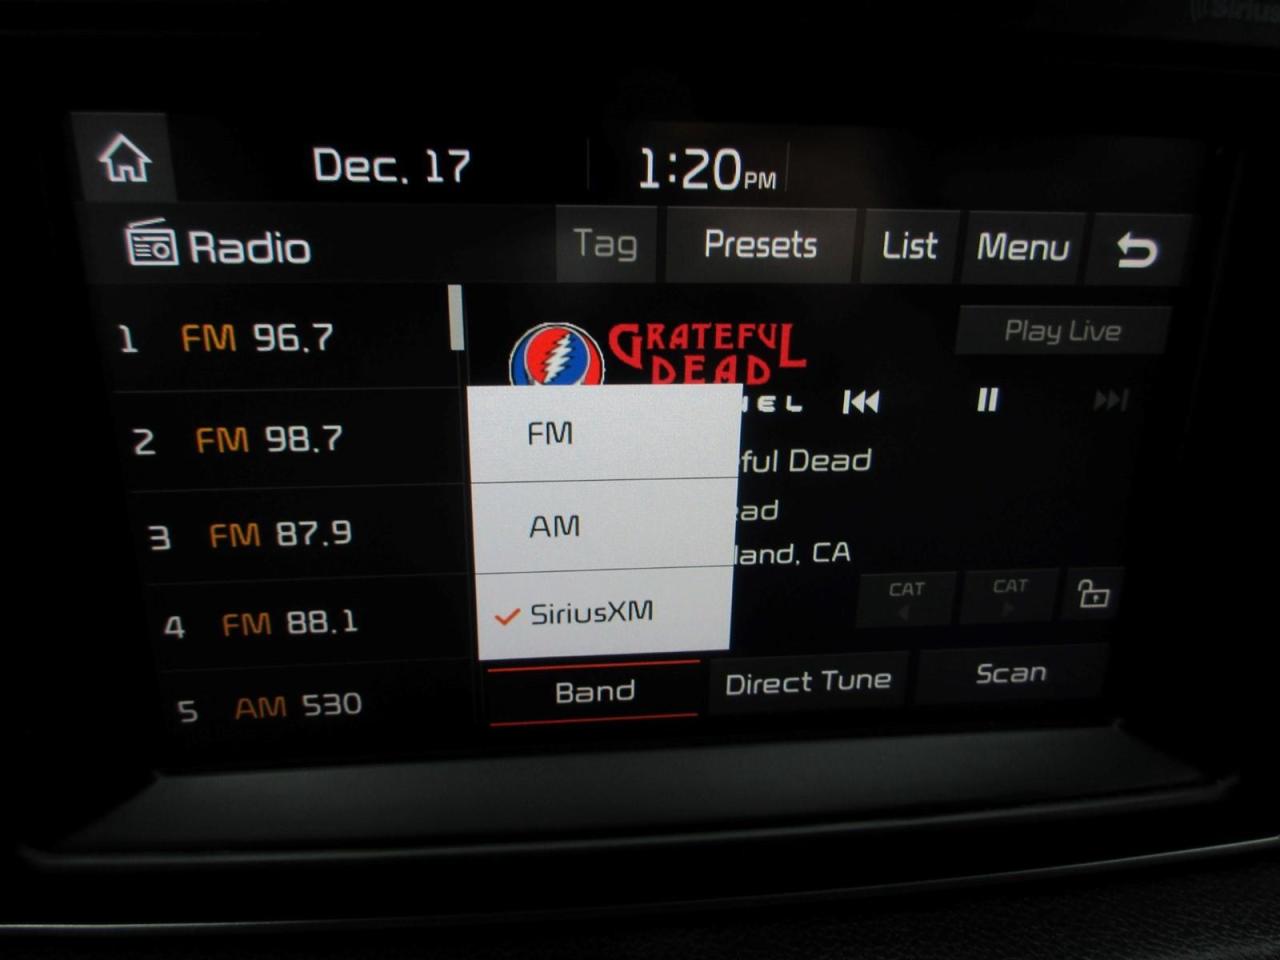 Dec. 17 1:20PM
Radio Tag Presets List Menu
1 FM 96.7
2 FM 98.7
3 FM 87.9
4 FM 88.1
5 AM 530
GRATEFUL
DEAD
NEL
Play Live
ful Dead
ead
land, CA
CAT CAT
FM
AM
SiriusXM
Band Direct Tune Scan